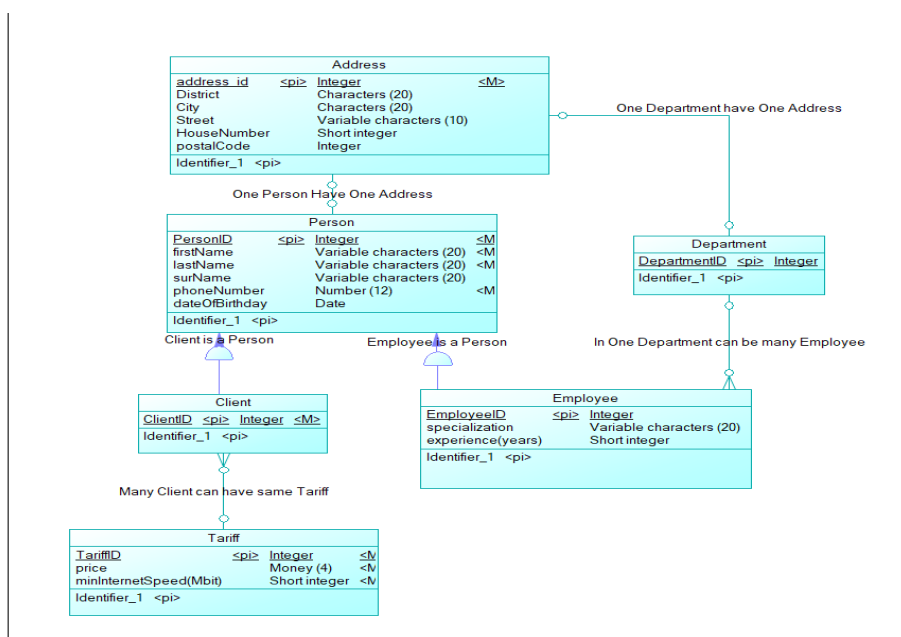 Address
address_id <pi> Integer <M>
District Characters (20)
City Characters (20)
Street Variable characters (10)
HouseNumber Short integer
postalCode Integer
Identifier_1 <pi>
One Department have One Address
One Person Have One Address
Person
PersonID <pi> Integer <M
firstName Variable characters (20) <M
lastName Variable characters (20) <M
surName Variable characters (20)
phoneNumber Number (12) <M
dateOfBirthday Date
Identifier_1 <pi>
Department
DepartmentID <pi> Integer
Identifier_1 <pi>
Client is a Person
Employee is a Person
In One Department can be many Employee
Client
ClientID <pi> Integer <M>
Identifier_1 <pi>
Employee
EmployeeID <pi> Integer
specialization Variable characters (20)
experience(years) Short integer
Identifier_1 <pi>
Many Client can have same Tariff
Tariff
TariffID <pi> Integer <M
price Money (4) <M
minInternetSpeed(Mbit) Short integer <M
Identifier_1 <pi>